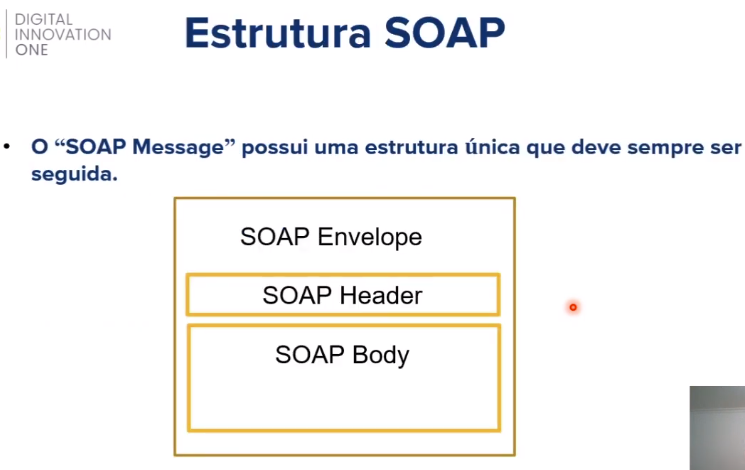 DIGITAL
INNOVATION
ONE
Estrutura SOAP
• O “SOAP Message” possui uma estrutura única que deve sempre ser
seguida.
SOAP Envelope
SOAP Header
SOAP Body